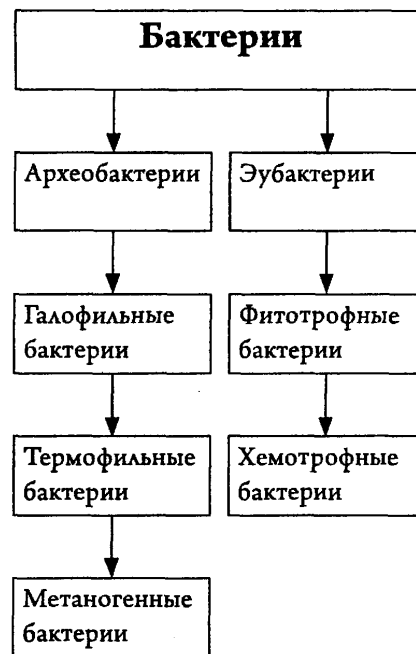 Бактерии
Археобактерии
Эубактерии
Галофильные
бактерии
Фитотрофные
бактерии
Термофильные
бактерии
Хемотрофные
бактерии
Метаногенные
бактерии